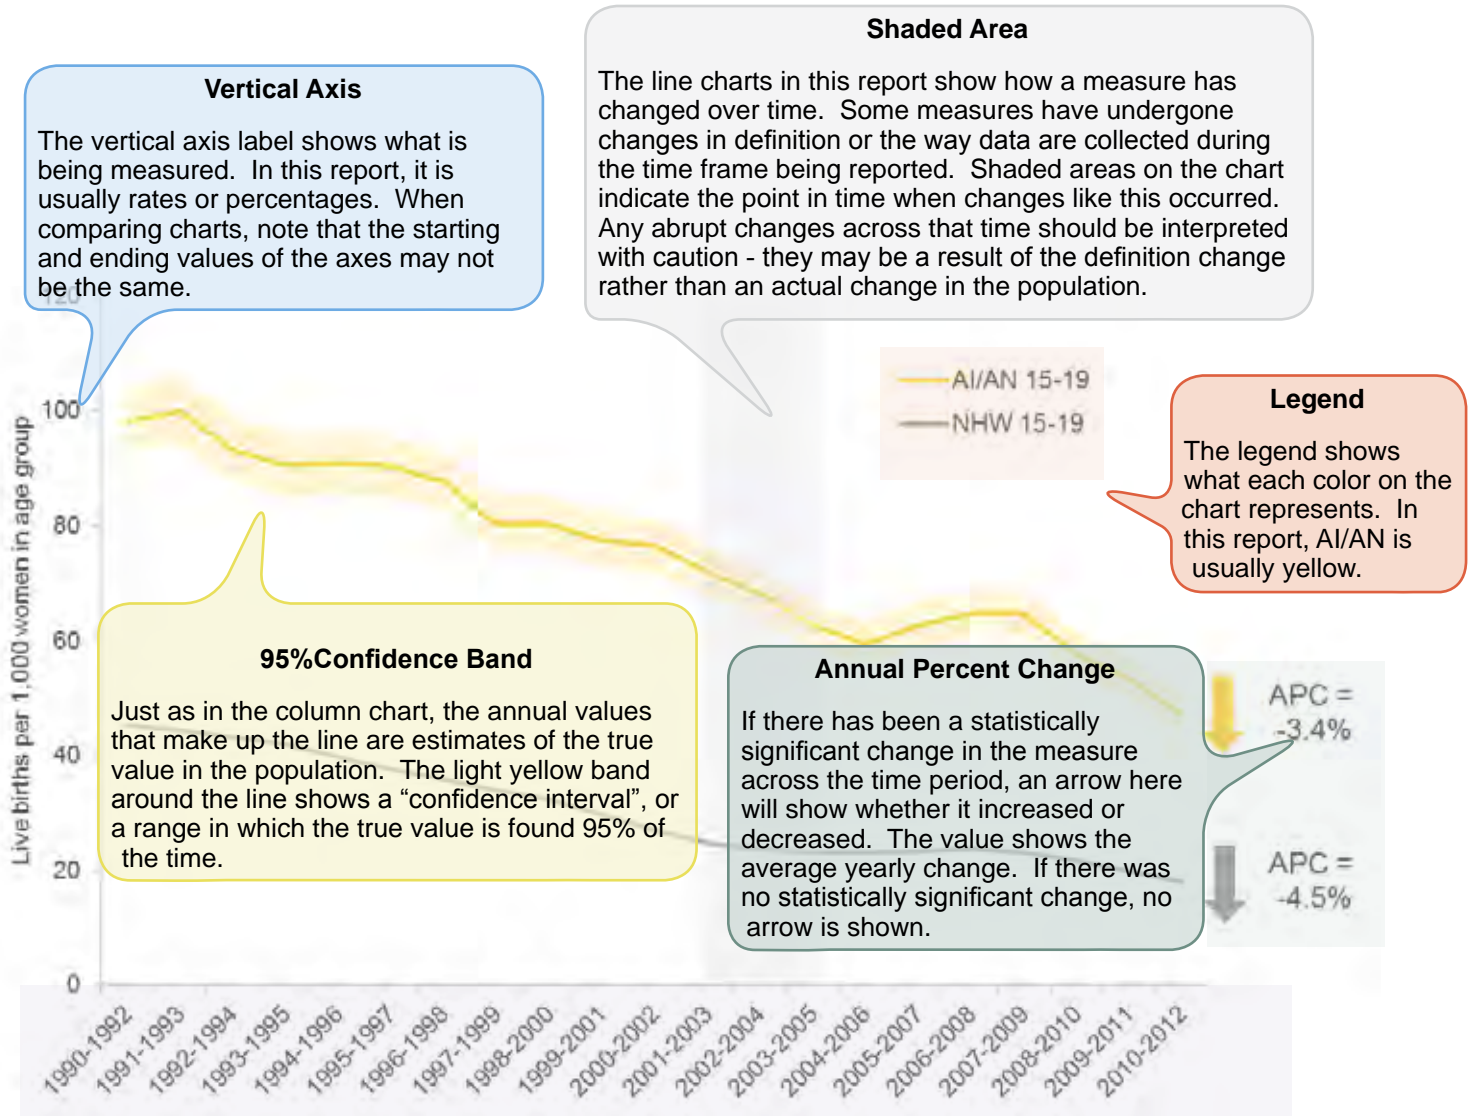 Shaded Area
The line charts in this report show how a measure has
changed over time.  Some measures have undergone
changes in definition or the way data are collected during
the time frame being reported.  Shaded areas on the chart
indicate the point in time when changes like this occurred.
Any abrupt changes across that time should be interpreted
with caution - they may be a result of the definition change
rather than an actual change in the population.
Vertical Axis
The vertical axis label shows what is
being measured.  In this report, it is
usually rates or percentages.  When
comparing charts, note that the starting
and ending values of the axes may not
be the same.
Legend
The legend shows
what each color on the
chart represents.  In
this report, AI/AN is
usually yellow.
AI/AN 15-19
NHW 15-19
95%Confidence Band
Just as in the column chart, the annual values
that make up the line are estimates of the true
value in the population.  The light yellow band
around the line shows a “confidence interval”, or
a range in which the true value is found 95% of
the time.
Annual Percent Change
If there has been a statistically
significant change in the measure
across the time period, an arrow here
will show whether it increased or
decreased.  The value shows the
average yearly change.  If there was
no statistically significant change, no
arrow is shown.
APC =
-3.4%
APC =
-4.5%
Live births per 1,000 women in age group
120
100
80
60
40
20
0
1990-1992
1991-1993
1992-1994
1993-1995
1994-1996
1995-1997
1996-1998
1997-1999
1998-2000
1999-2001
2000-2002
2001-2003
2002-2004
2003-2005
2004-2006
2005-2007
2006-2008
2007-2009
2008-2010
2009-2011
2010-2012